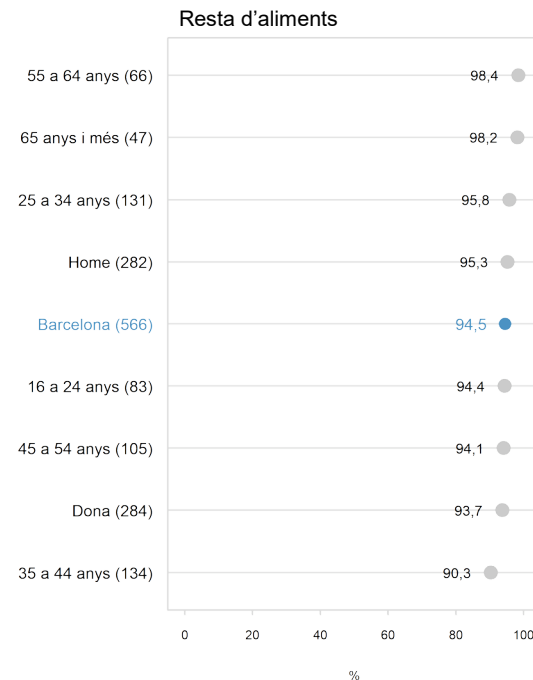 Resta d’aliments
55 a 64 anys (66) 98,4
65 anys i més (47) 98,2
25 a 34 anys (131) 95,8
Home (282) 95,3
Barcelona (566) 94,5
16 a 24 anys (83) 94,4
45 a 54 anys (105) 94,1
Dona (284) 93,7
35 a 44 anys (134) 90,3
0 20 40 60 80 100
%